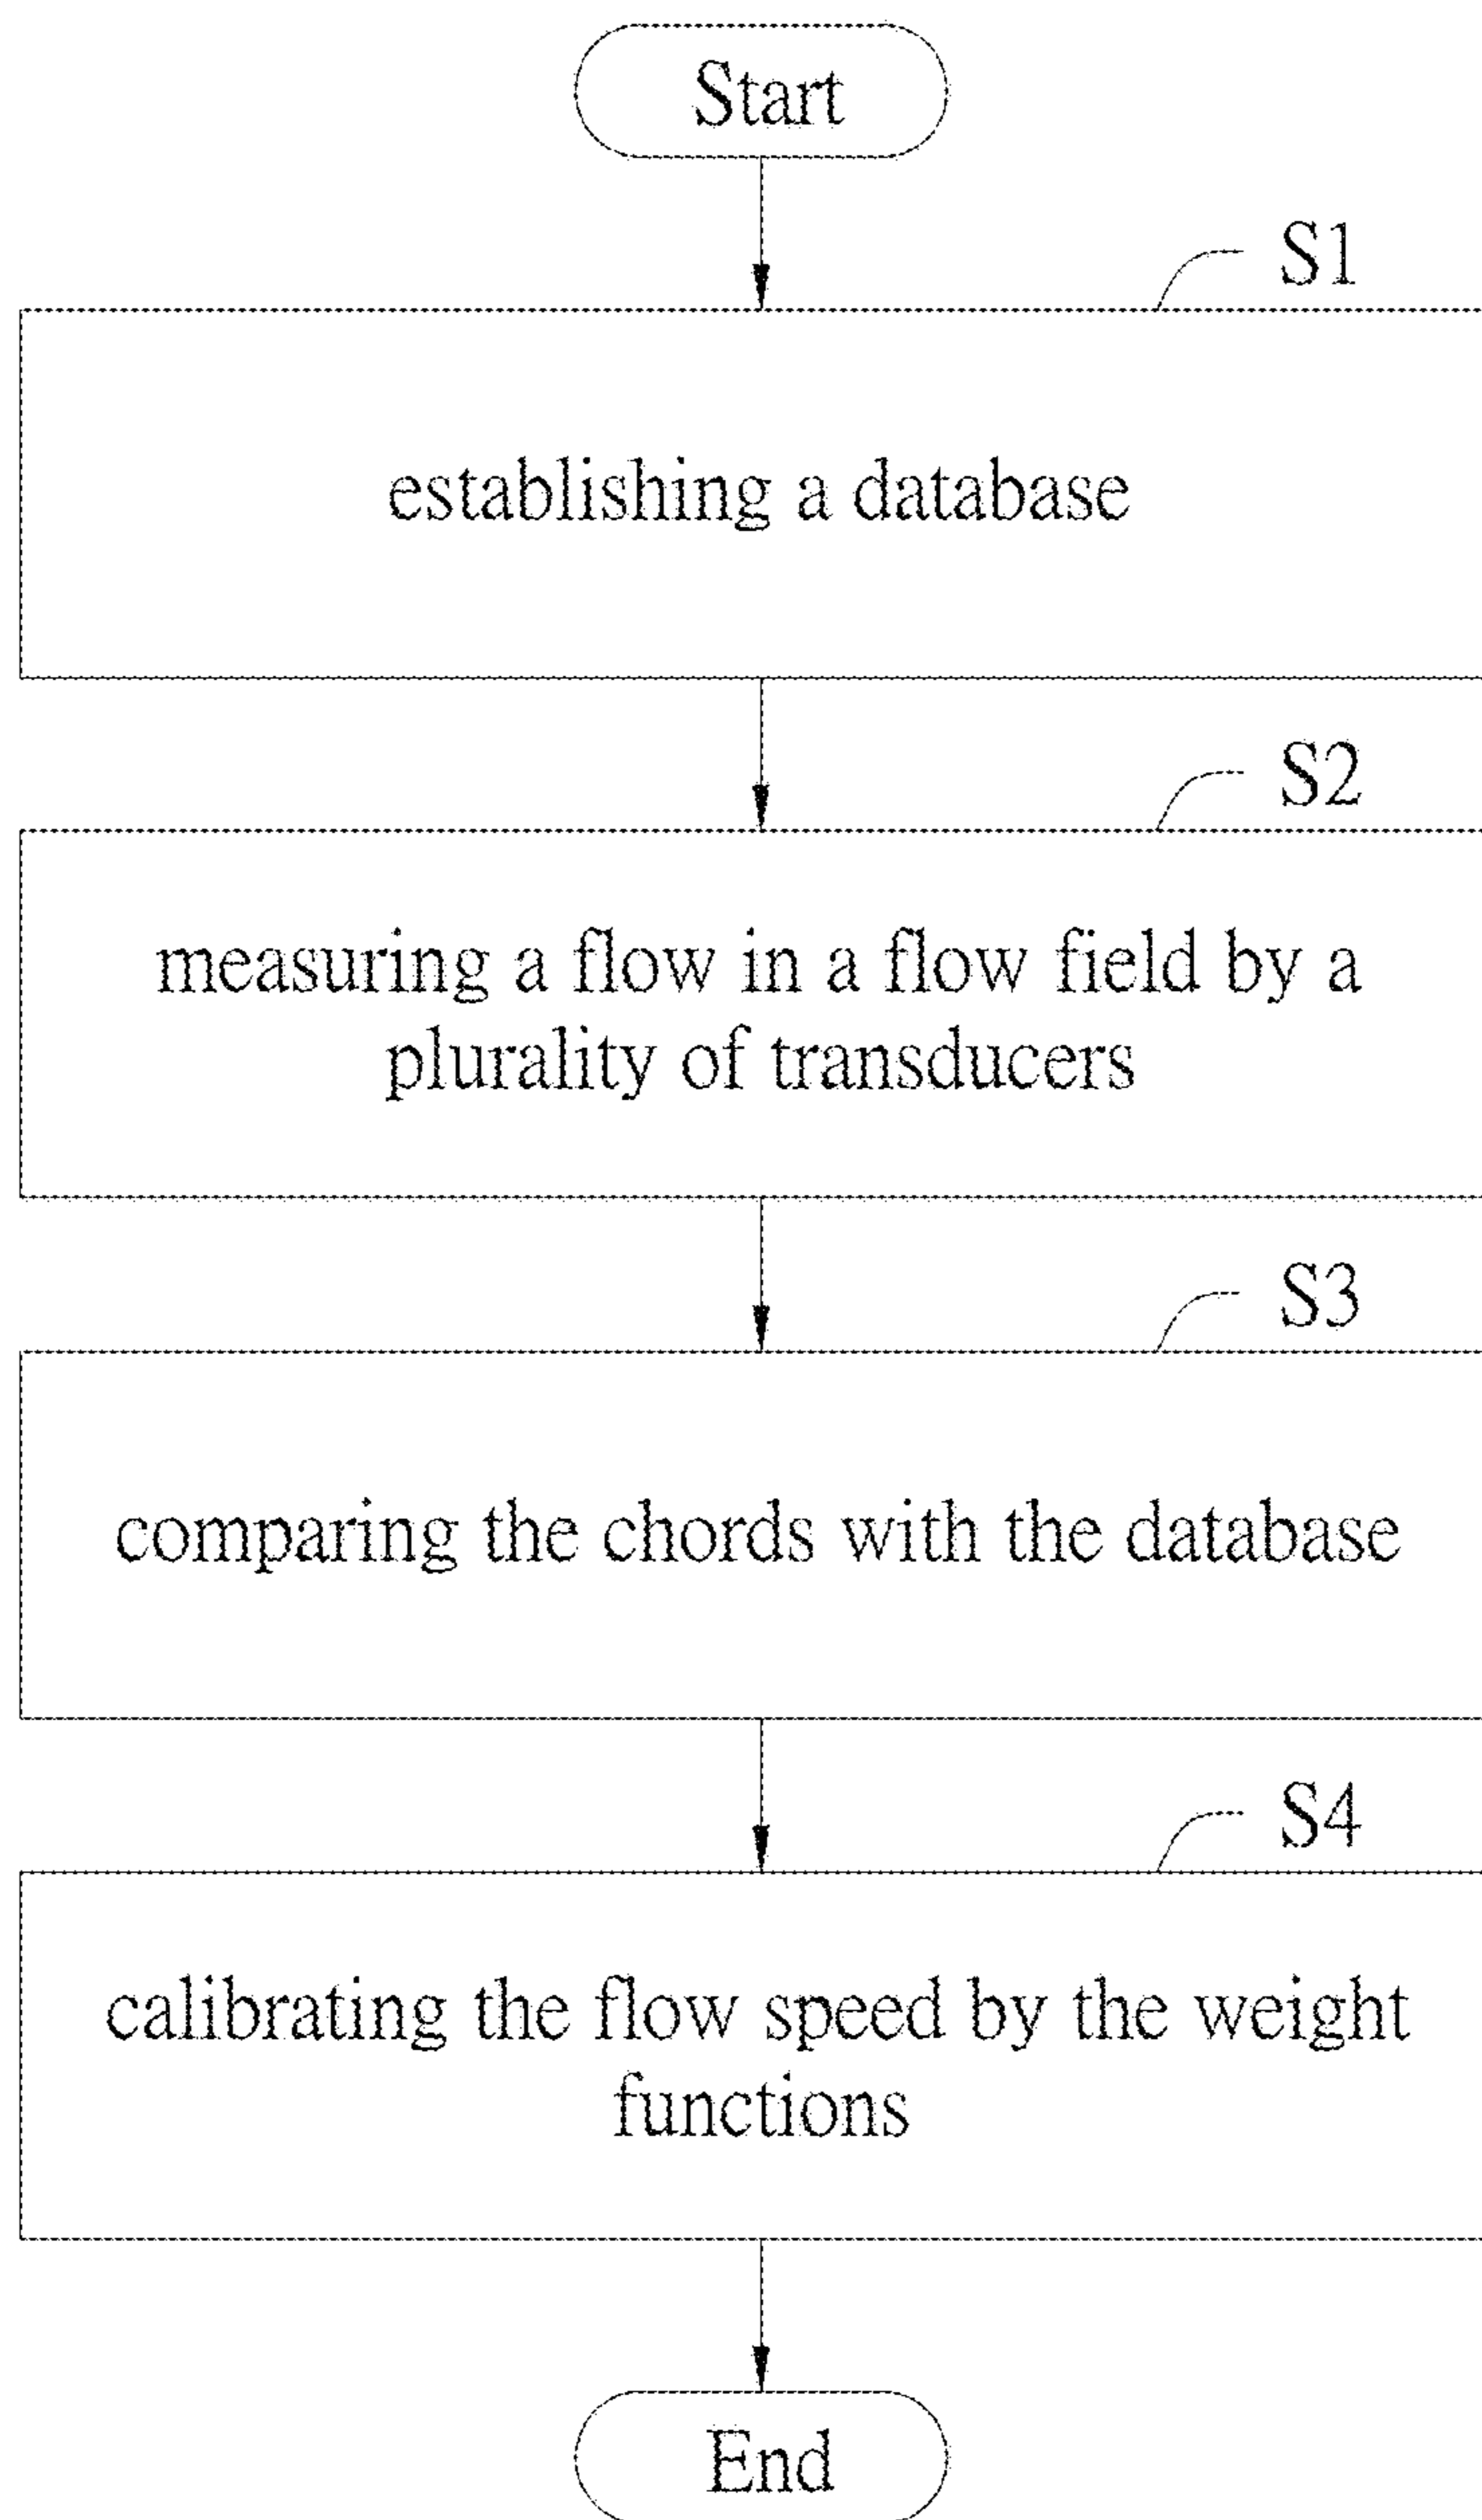 Start
S1
establishing a database
S2
measuring a flow in a flow field by a
plurality of transducers
S3
comparing the chords with the database
S4
calibrating the flow speed by the weight
functions
End